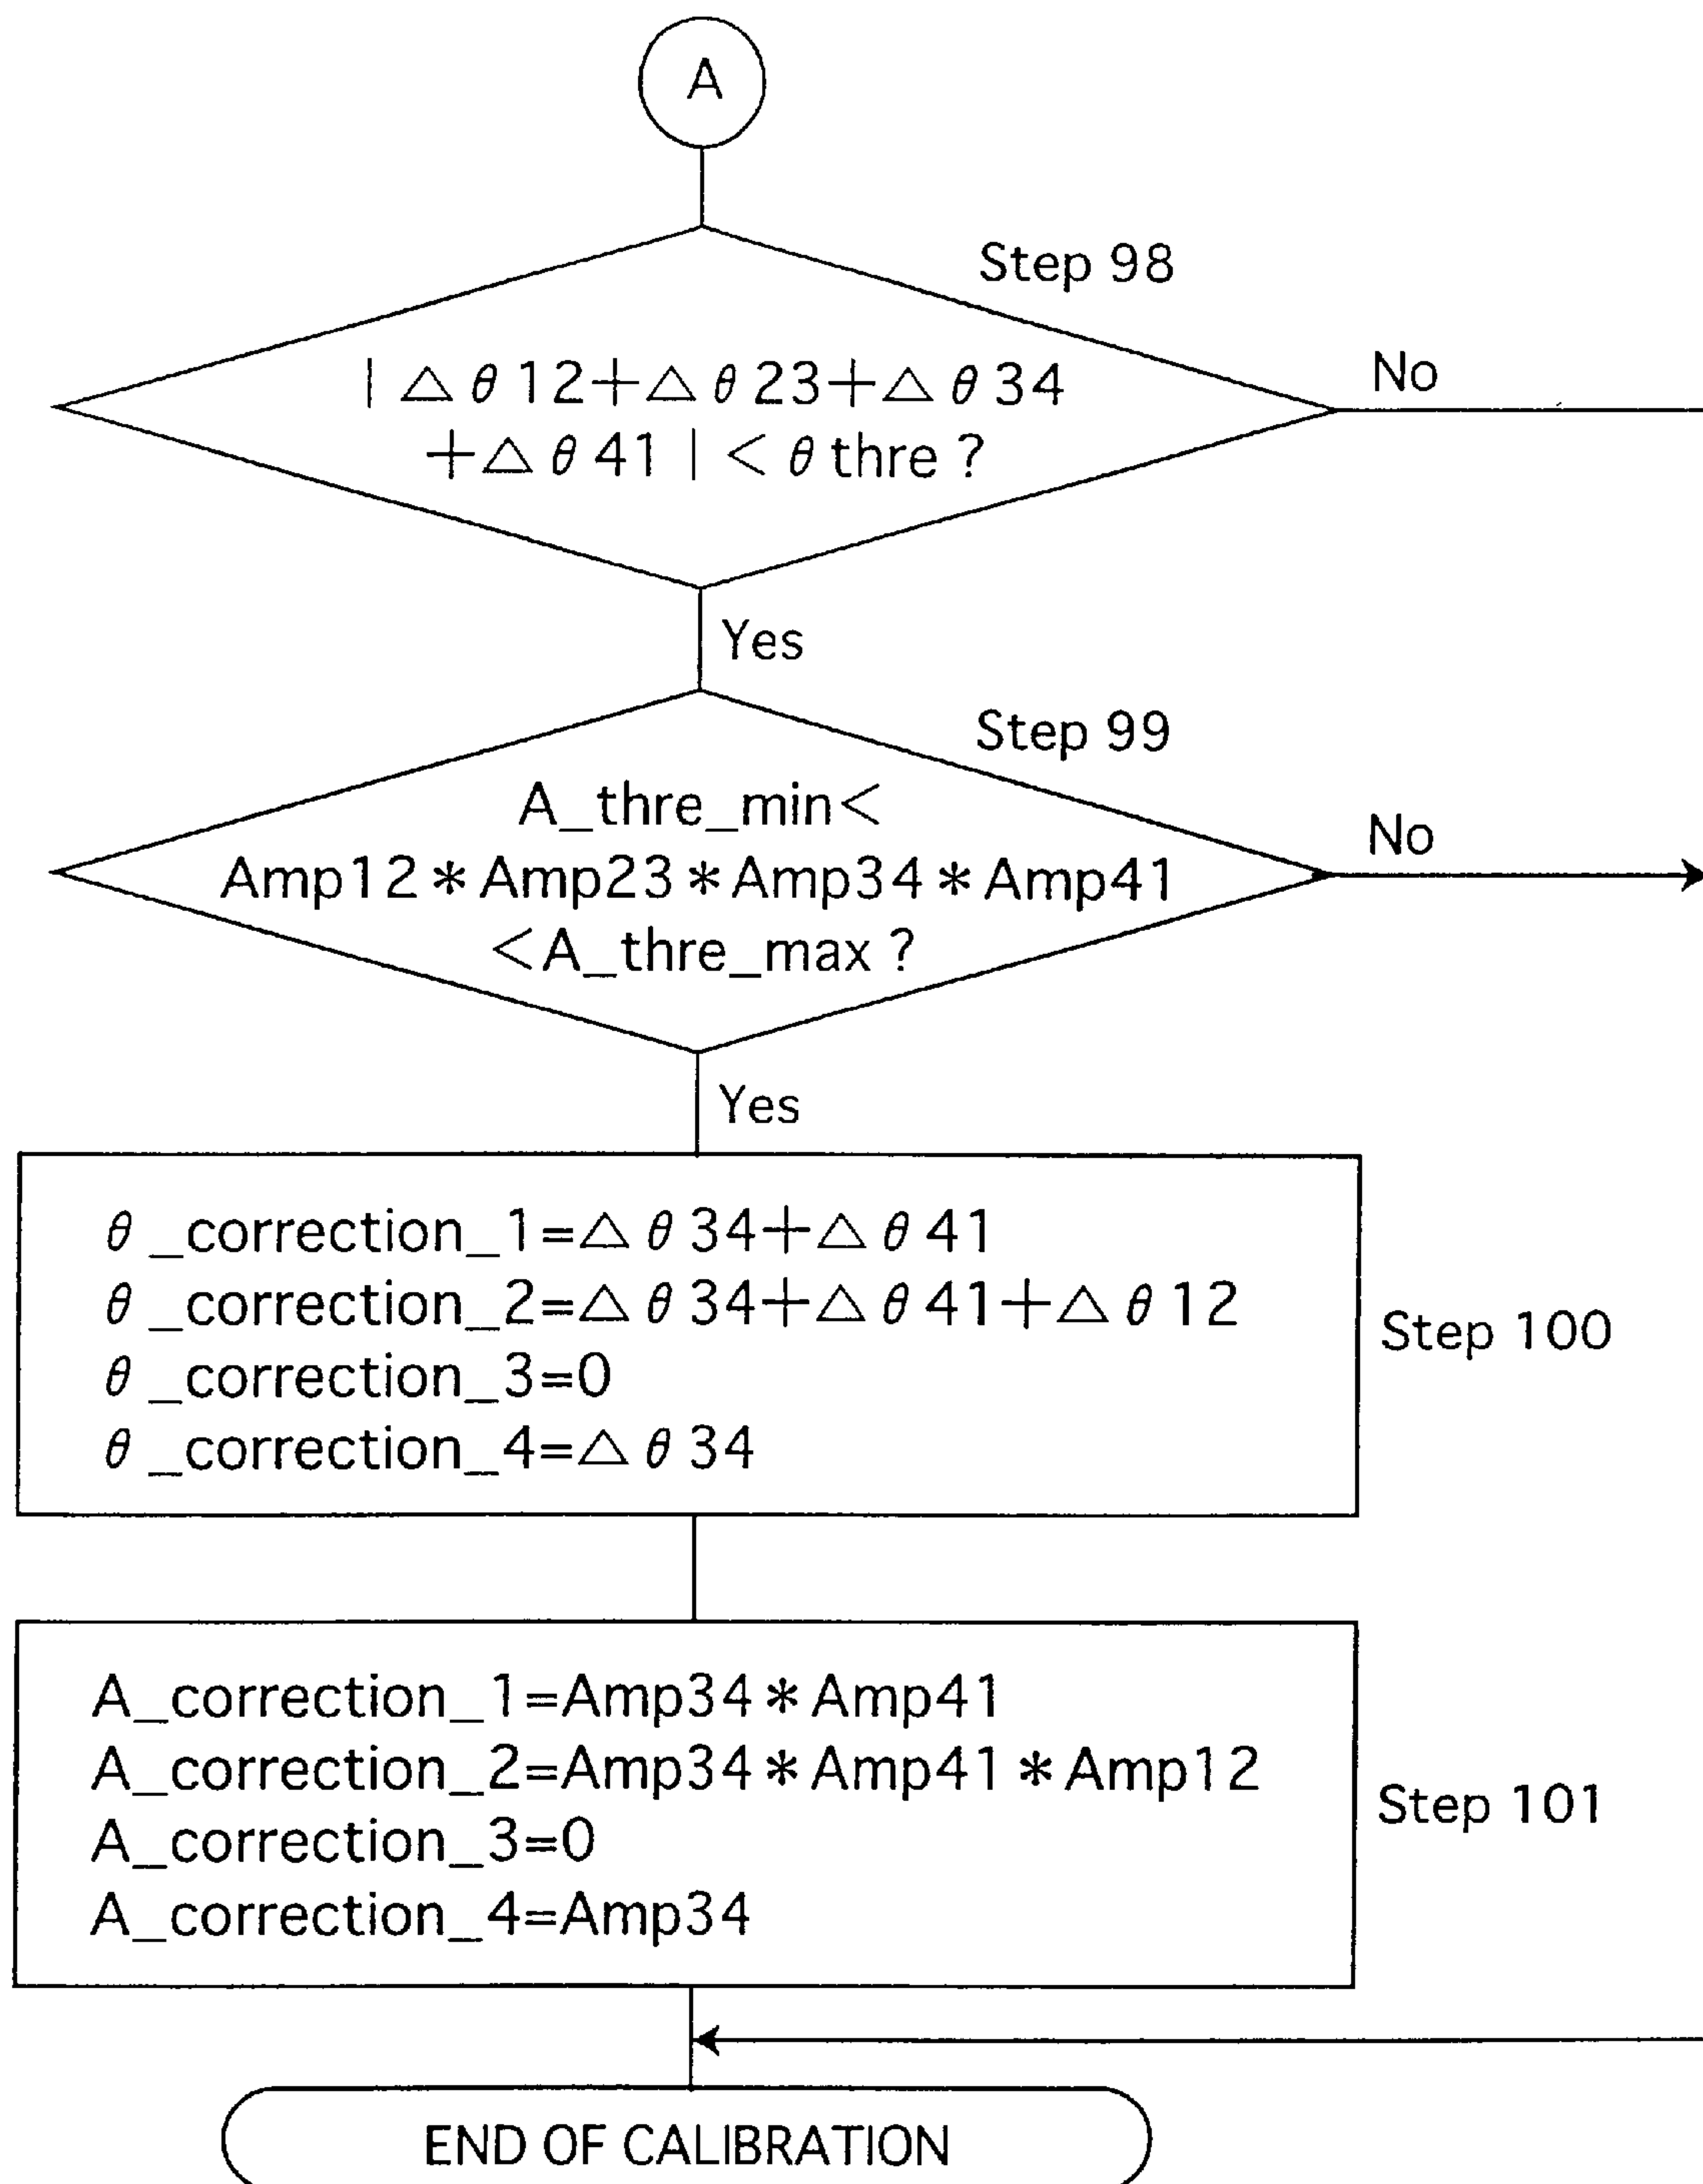 A
Step 98
| △θ12+△θ23+△θ34
+△θ41 | < θthre ?
No
Yes
Step 99
A_thre_min<
Amp12*Amp23*Amp34*Amp41
<A_thre_max ?
No
Yes
θ_correction_1=△θ34+△θ41
θ_correction_2=△θ34+△θ41+△θ12
θ_correction_3=0
θ_correction_4=△θ34
Step 100
A_correction_1=Amp34*Amp41
A_correction_2=Amp34*Amp41*Amp12
A_correction_3=0
A_correction_4=Amp34
Step 101
END OF CALIBRATION